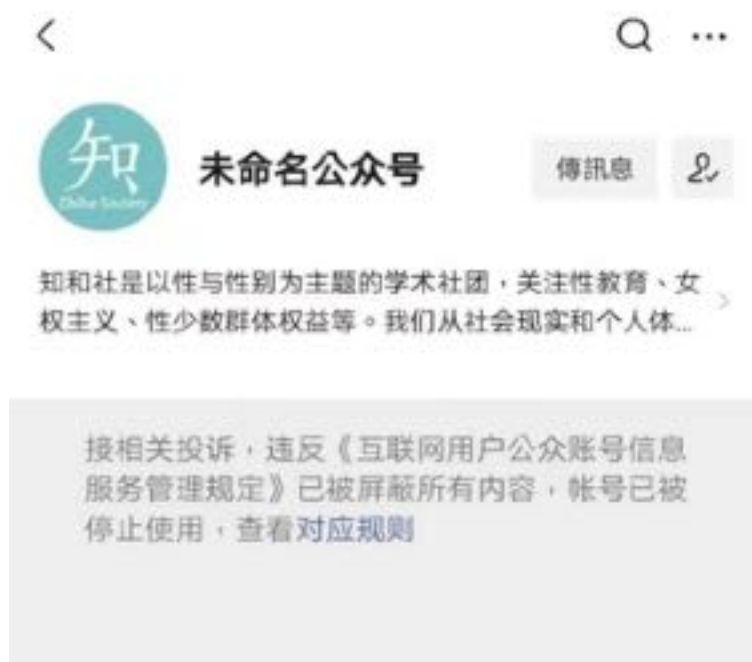 知
Zhihe Society
未命名公众号
傳訊息
知和社是以性与性别为主题的学术社团，关注性教育、女
权主义、性少数群体权益等。我们从社会现实和个人体...
接相关投诉，违反《互联网用户公众账号信息
服务管理规定》已被屏蔽所有内容，帐号已被
停止使用，查看对应规则